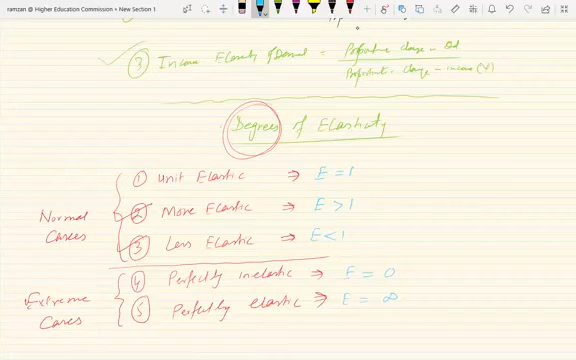 ramzan @ Higher Education Commission » New Section 1
③ Income Elasticity of Demand = Proportionate change in Qd
Proportionate change in income (Y)
Degrees of Elasticity
① Unit Elastic ⇒ E = 1
② More Elastic ⇒ E > 1
Normal Cases
③ Less Elastic ⇒ E < 1
④ Perfectly inelastic ⇒ E = 0
Extreme Cases
⑤ Perfectly elastic ⇒ E = ∞